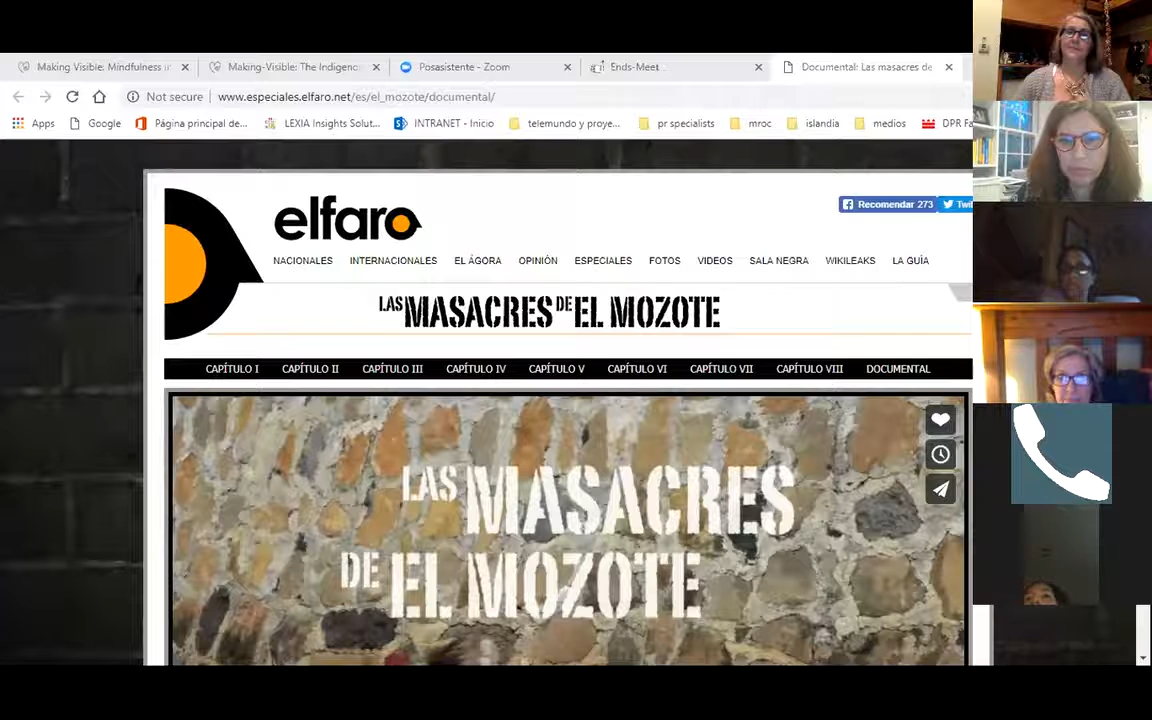 Making Visible: Mindfulness i
Making-Visible: The Indigeno
Posasistente - Zoom
Ends-Meet
Documental: Las masacres de
Not secure
www.especiales.elfaro.net/es/el_mozote/documental/
Apps
Google
Página principal de...
LEXIA Insights Solut...
INTRANET - Inicio
telemundo y proye...
pr specialists
mroc
islandia
medios
DPR Fa
elfaro
Recomendar 273
Twit
NACIONALES
INTERNACIONALES
EL ÁGORA
OPINIÓN
ESPECIALES
FOTOS
VIDEOS
SALA NEGRA
WIKILEAKS
LA GUÍA
LAS MASACRES DE EL MOZOTE
CAPÍTULO I
CAPÍTULO II
CAPÍTULO III
CAPÍTULO IV
CAPÍTULO V
CAPÍTULO VI
CAPÍTULO VII
CAPÍTULO VIII
DOCUMENTAL
LAS MASACRES
DE EL MOZOTE